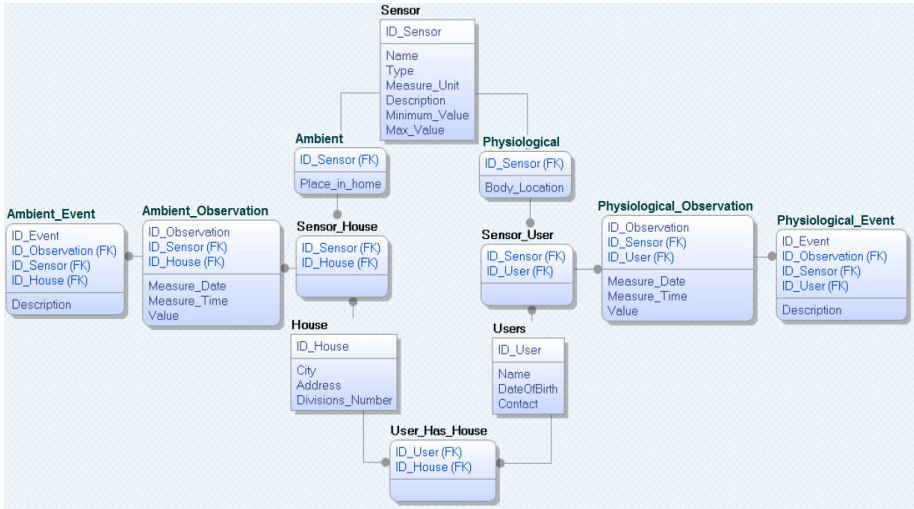 Sensor
ID_Sensor
Name
Type
Measure_Unit
Description
Minimum_Value
Max_Value
Ambient
ID_Sensor (FK)
Place_in_home
Physiological
ID_Sensor (FK)
Body_Location
Ambient_Event
ID_Event
ID_Observation (FK)
ID_Sensor (FK)
ID_House (FK)
Description
Ambient_Observation
ID_Observation
ID_Sensor (FK)
ID_House (FK)
Measure_Date
Measure_Time
Value
Sensor_House
ID_Sensor (FK)
ID_House (FK)
Sensor_User
ID_Sensor (FK)
ID_User (FK)
Physiological_Observation
ID_Observation
ID_Sensor (FK)
ID_User (FK)
Measure_Date
Measure_Time
Value
Physiological_Event
ID_Event
ID_Observation (FK)
ID_Sensor (FK)
ID_User (FK)
Description
House
ID_House
City
Address
Divisions_Number
Users
ID_User
Name
DateOfBirth
Contact
User_Has_House
ID_User (FK)
ID_House (FK)